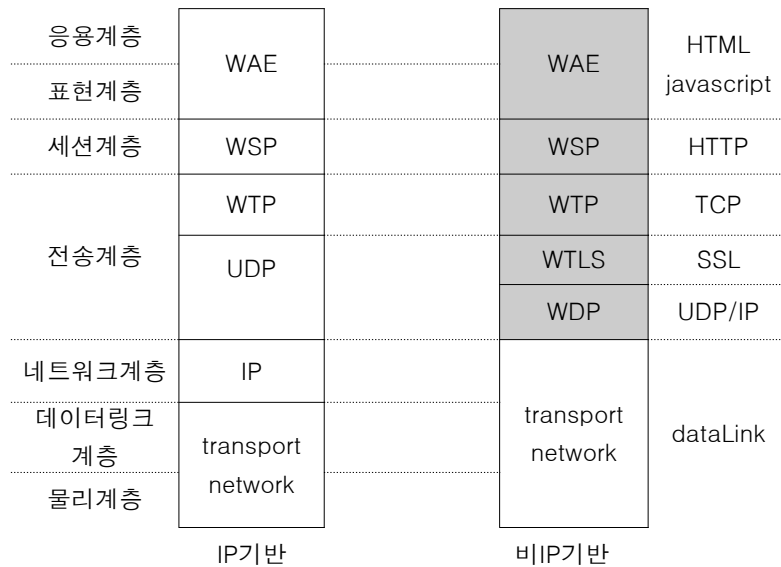 응용계층
WAE
WAE
HTML
javascript
표현계층
세션계층
WSP
WSP
HTTP
WTP
WTP
TCP
전송계층
UDP
WTLS
SSL
WDP
UDP/IP
네트워크계층
IP
데이터링크
계층
transport
network
transport
network
dataLink
물리계층
IP기반
비IP기반